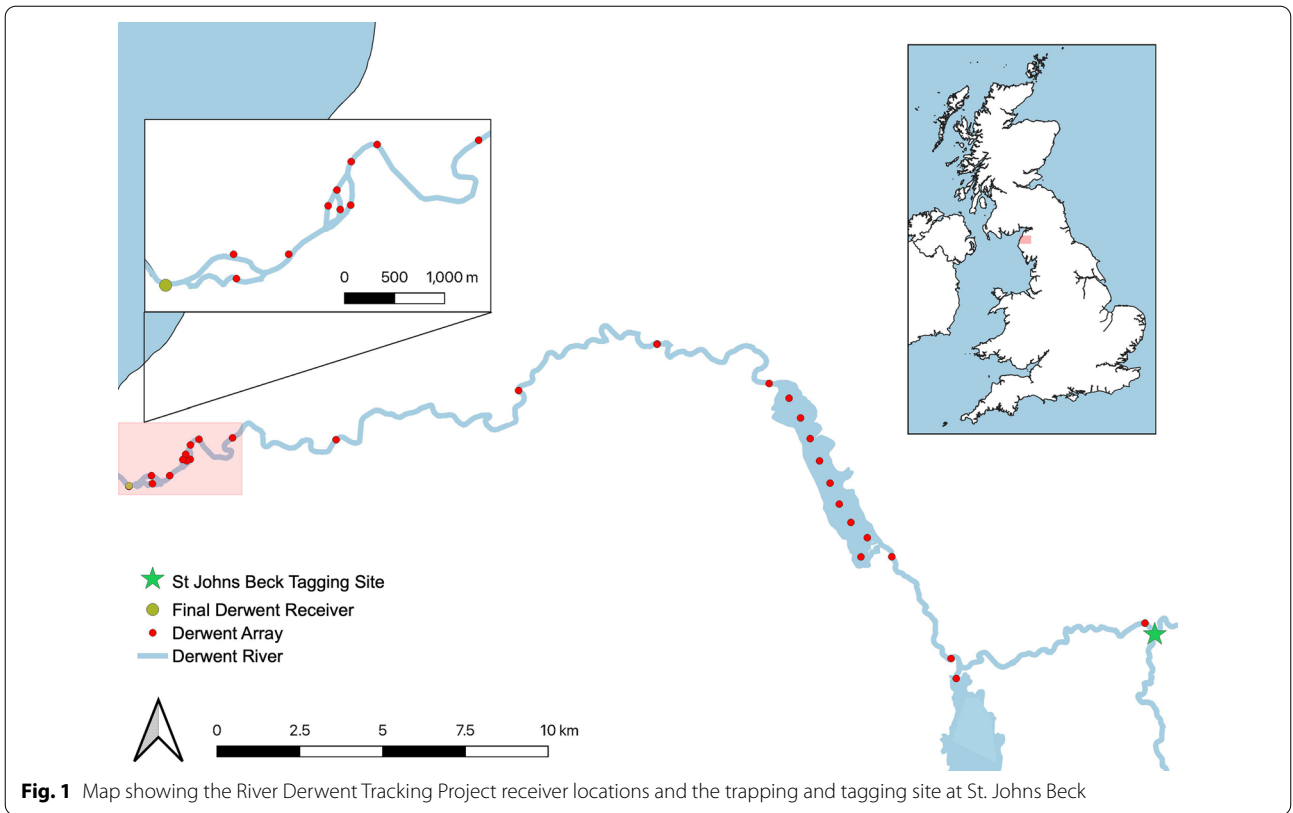 0 500 1,000 m
St Johns Beck Tagging Site
Final Derwent Receiver
Derwent Array
Derwent River
0 2.5 5 7.5 10 km
Fig. 1 Map showing the River Derwent Tracking Project receiver locations and the trapping and tagging site at St. Johns Beck